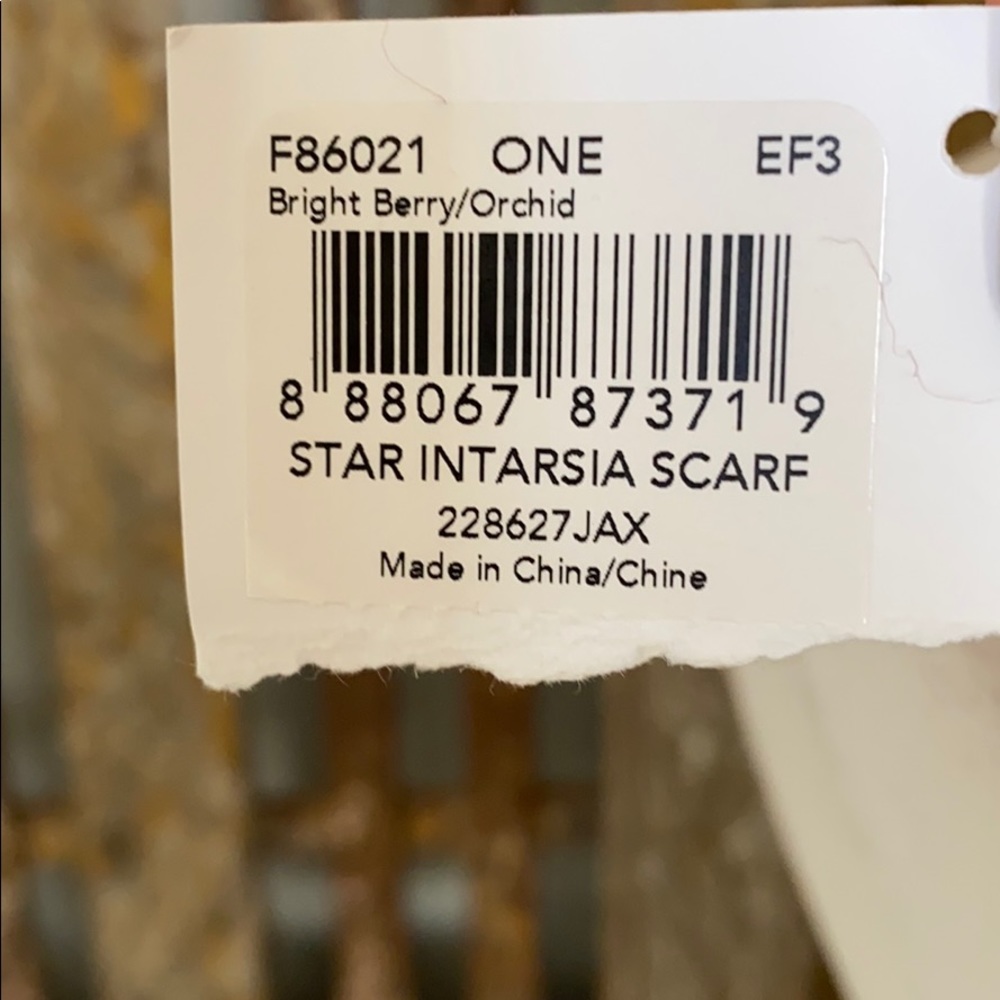 F86021 ONE EF3
Bright Berry/Orchid
8 88067 87371 9
STAR INTARSIA SCARF
228627JAX
Made in China/Chine